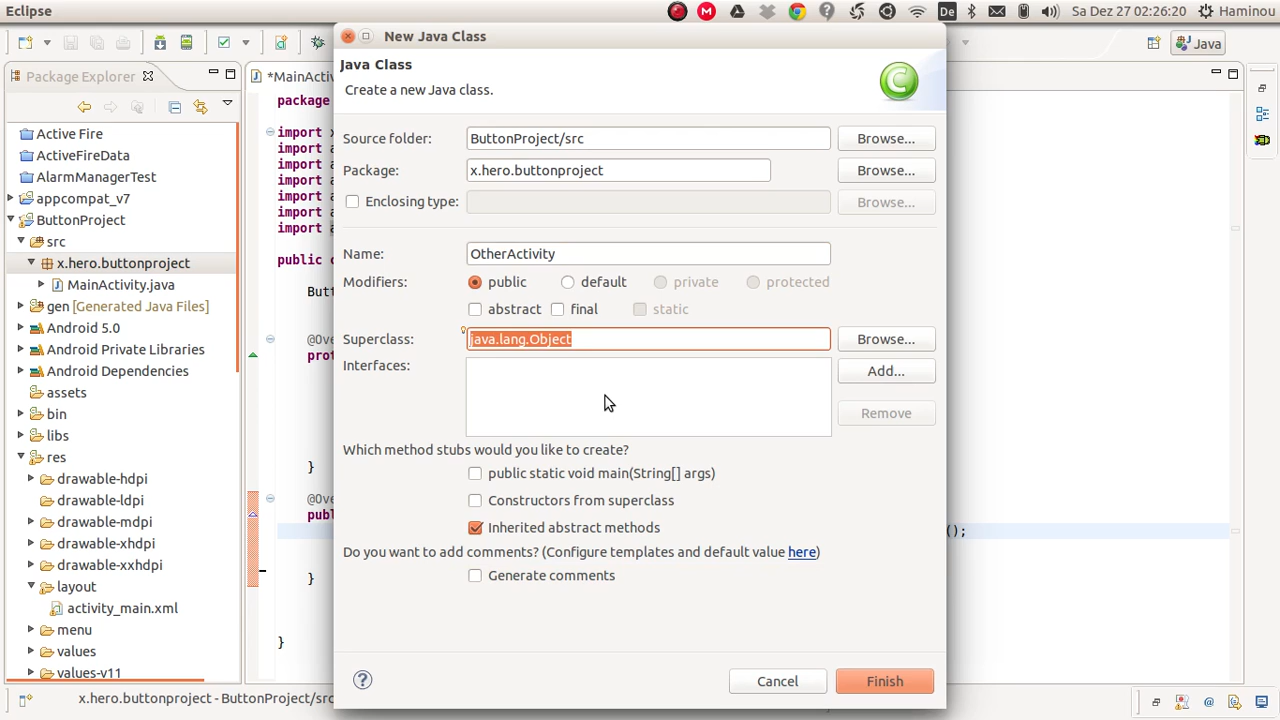 Eclipse
De
Sa Dez 27 02:26:20
Haminou
New Java Class
Java
Package Explorer
*MainActiv
Java Class
Create a new Java class.
Source folder:
ButtonProject/src
Browse...
Package:
x.hero.buttonproject
Browse...
Enclosing type:
Browse...
Name:
OtherActivity
Modifiers:
public
default
private
protected
abstract
final
static
Superclass:
java.lang.Object
Browse...
Interfaces:
Add...
Remove
Which method stubs would you like to create?
public static void main(String[] args)
Constructors from superclass
Inherited abstract methods
Do you want to add comments? (Configure templates and default value here)
Generate comments
Cancel
Finish
Active Fire
ActiveFireData
AlarmManagerTest
appcompat_v7
ButtonProject
src
x.hero.buttonproject
MainActivity.java
gen [Generated Java Files]
Android 5.0
Android Private Libraries
Android Dependencies
assets
bin
libs
res
drawable-hdpi
drawable-ldpi
drawable-mdpi
drawable-xhdpi
drawable-xxhdpi
layout
activity_main.xml
menu
values
values-v11
package
import x
import a
import a
import a
import a
import a
import a
public c
But
@Ove
pro
}
@Ove
publ
();
}
}
x.hero.buttonproject - ButtonProject/src